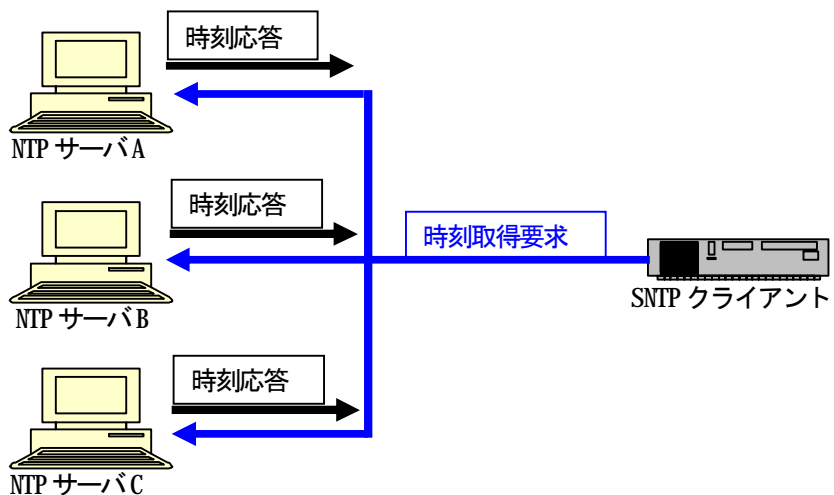 時刻応答
NTP サーバ A
時刻応答
時刻取得要求
NTP サーバ B
SNTP クライアント
時刻応答
NTP サーバ C